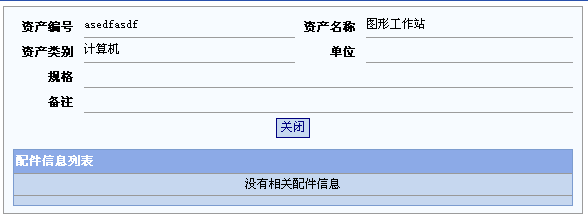 资产编号 asedfasdf 资产名称 图形工作站
资产类别 计算机 单位
规格
备注
关闭
配件信息列表
没有相关配件信息